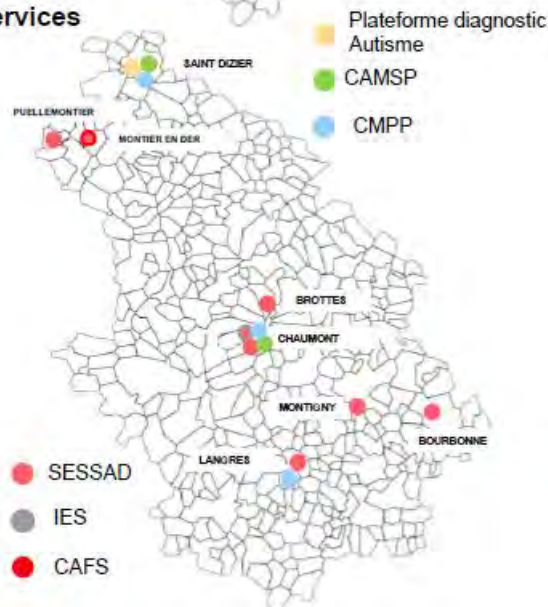 ervices
Plateforme diagnostic
Autisme
CAMSP
CMPP
SAINT DIZIER
PUELLEMONTIER
MONTIER EN DER
BROTTES
CHAUMONT
MONTIGNY
BOURBONNE
LANGRES
SESSAD
IES
CAFS